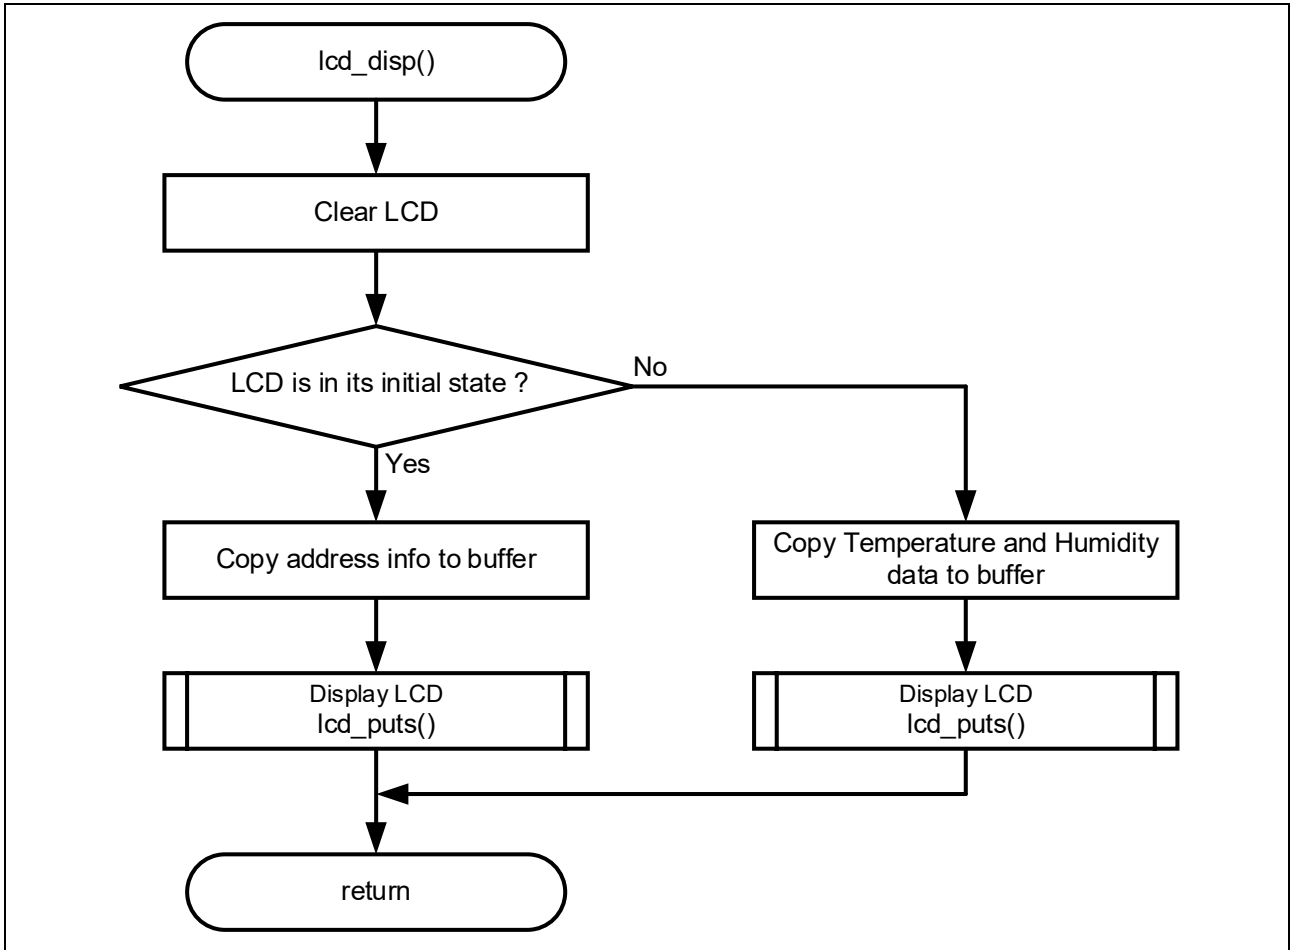 lcd_disp()
Clear LCD
LCD is in its initial state ?
No
Yes
Copy address info to buffer
Copy Temperature and Humidity
data to buffer
Display LCD
lcd_puts()
Display LCD
lcd_puts()
return